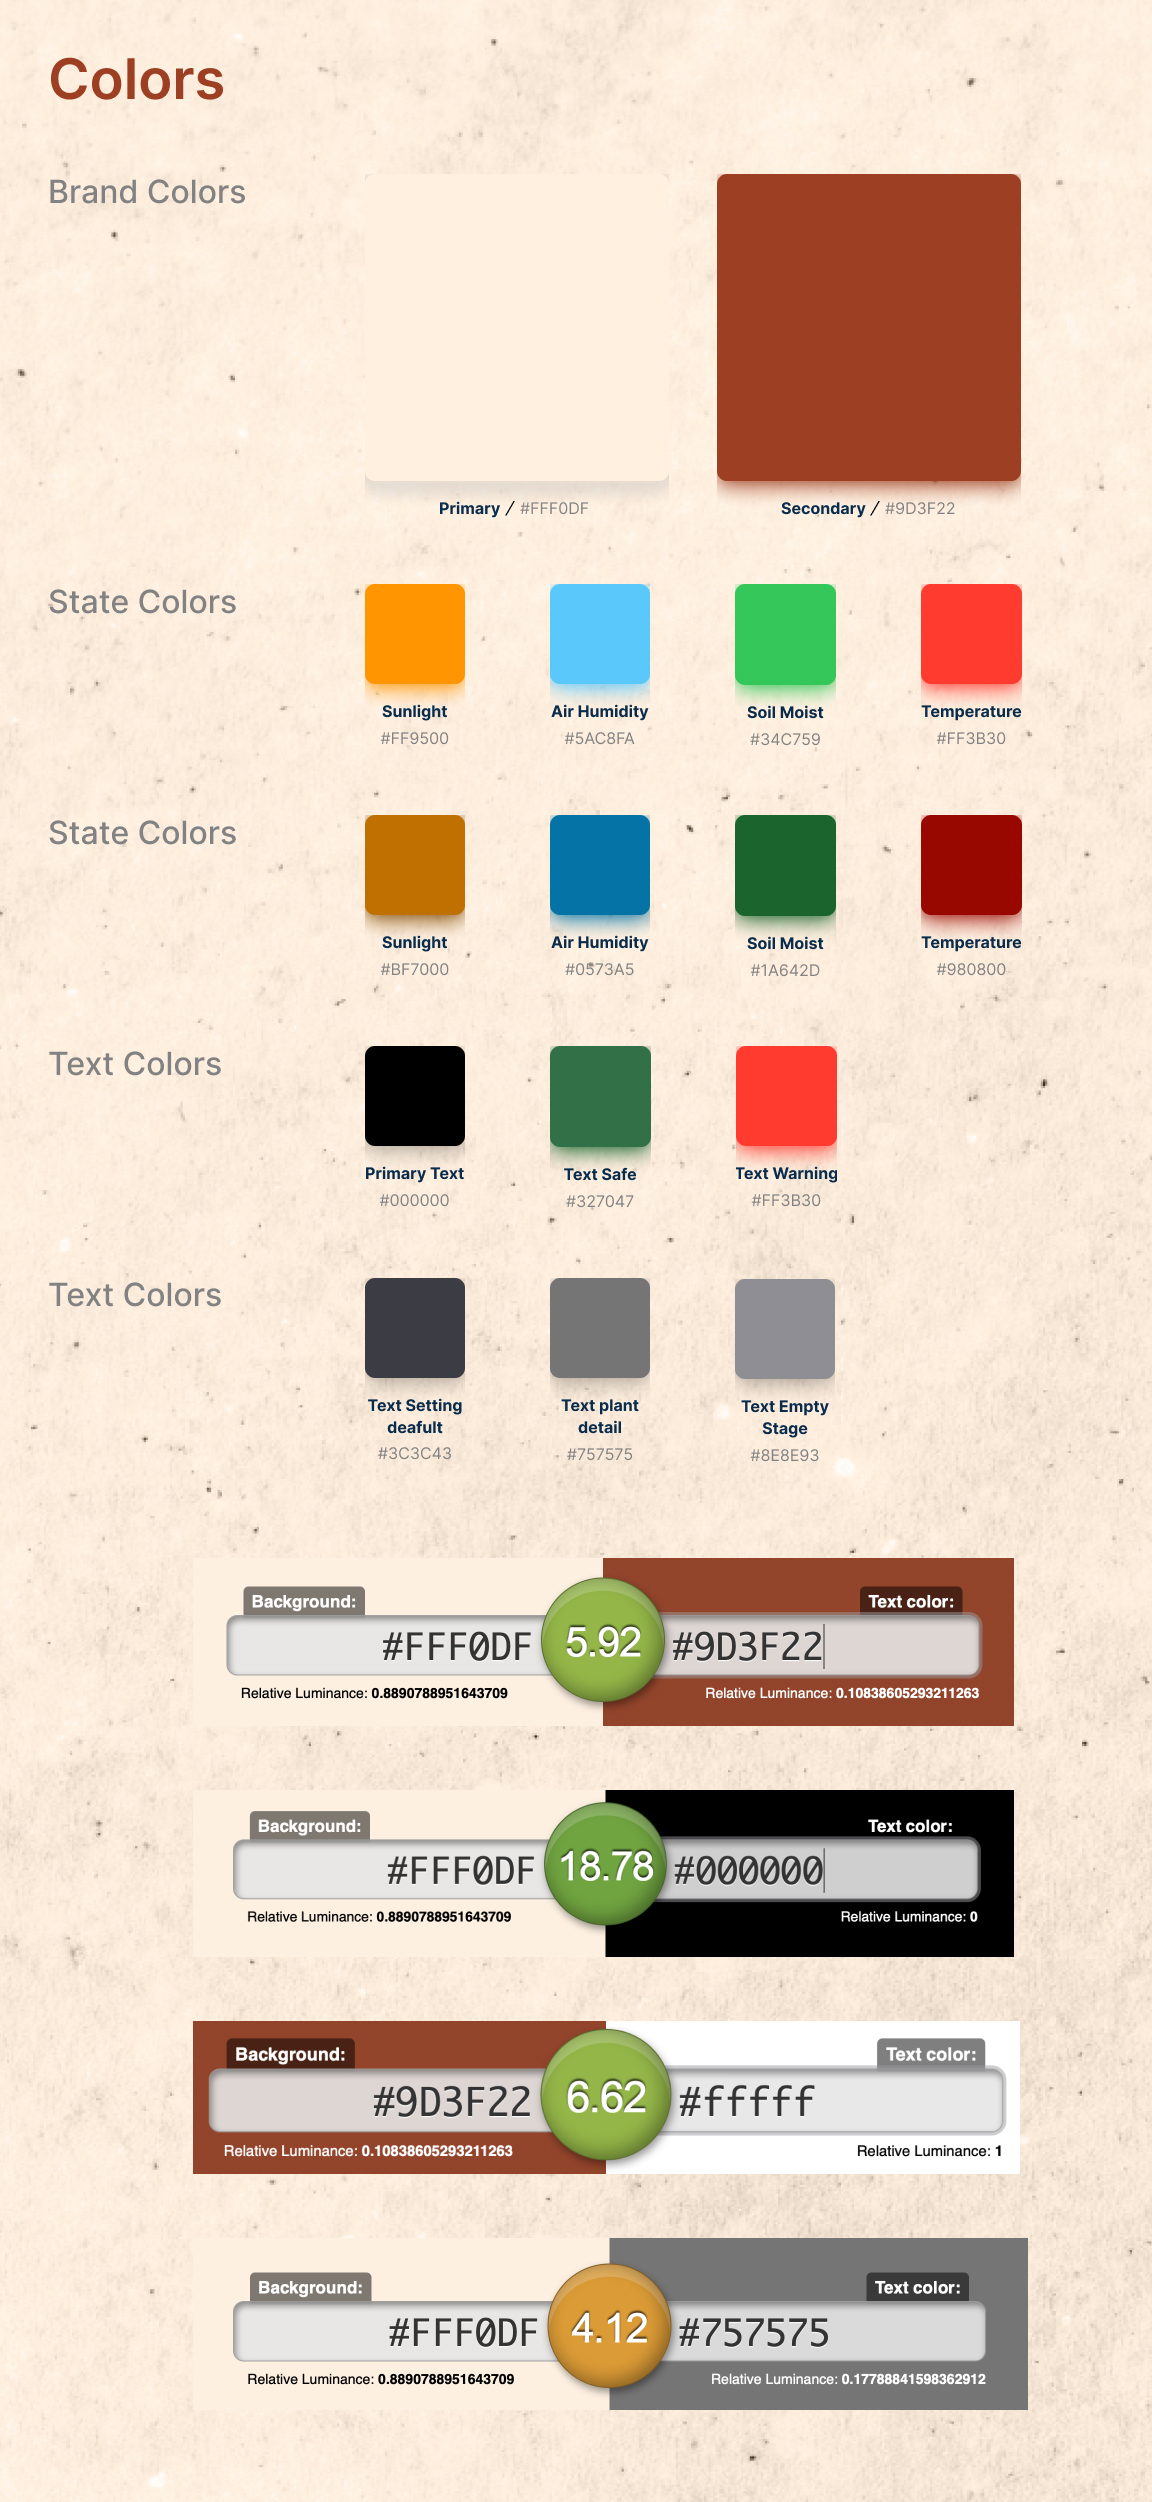 Colors
Brand Colors
Primary / #FFF0DF
Secondary / #9D3F22
State Colors
Sunlight
#FF9500
Air Humidity
#5AC8FA
Soil Moist
#34C759
Temperature
#FF3B30
State Colors
Sunlight
#BF7000
Air Humidity
#0573A5
Soil Moist
#1A642D
Temperature
#980800
Text Colors
Primary Text
#000000
Text Safe
#327047
Text Warning
#FF3B30
Text Colors
Text Setting
deafult
#3C3C43
Text plant
detail
#757575
Text Empty
Stage
#8E8E93
Background:
#FFF0DF
Relative Luminance: 0.8890788951643709
5.92
Text color:
#9D3F22
Relative Luminance: 0.10838605293211263
Background:
#FFF0DF
Relative Luminance: 0.8890788951643709
18.78
Text color:
#000000
Relative Luminance: 0
Background:
#9D3F22
Relative Luminance: 0.10838605293211263
6.62
Text color:
#fffff
Relative Luminance: 1
Background:
#FFF0DF
Relative Luminance: 0.8890788951643709
4.12
Text color:
#757575
Relative Luminance: 0.17788841598362912